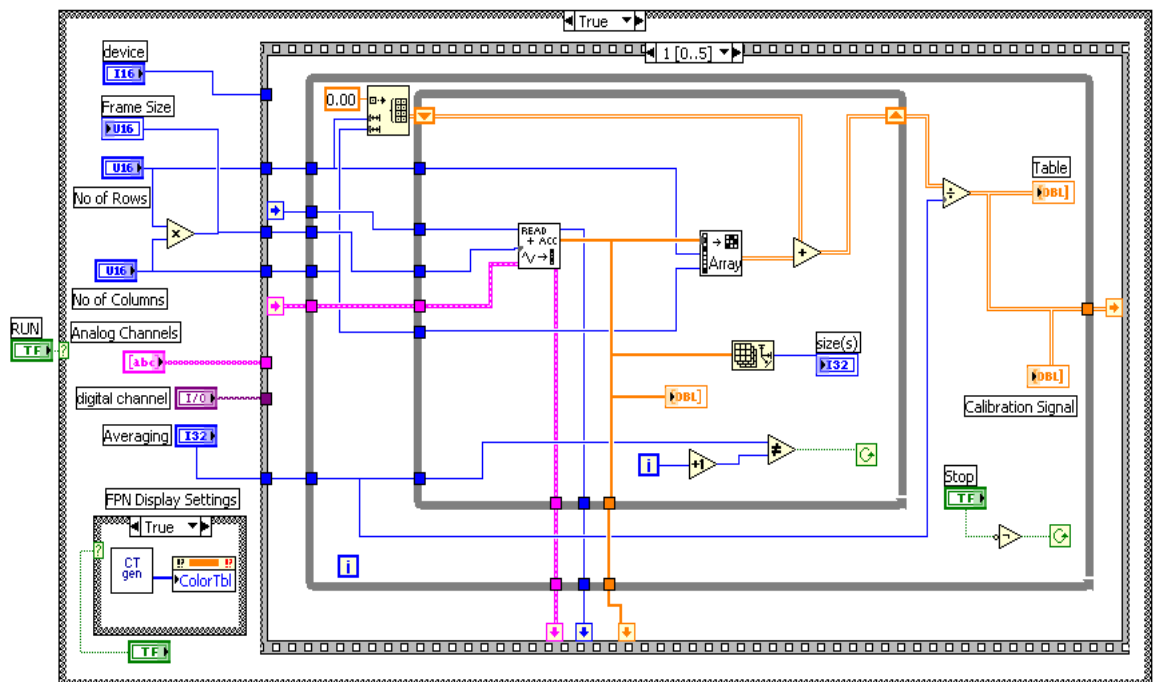 True
1 [0..5]
device
I16
0.00
Frame Size
U16
Table
DBL]
U16
No of Rows
READ
+ ACC
Array
+
÷
×
U16
No of Columns
RUN
TF
?
Analog Channels
[abc]
size(s)
I32
digital channel
I/0
DBL]
DBL]
Calibration Signal
Averaging
I32
≠
i
+1
Stop
TF
FPN Display Settings
True
?
CT
gen
!? !?
ColorTbl
i
TF